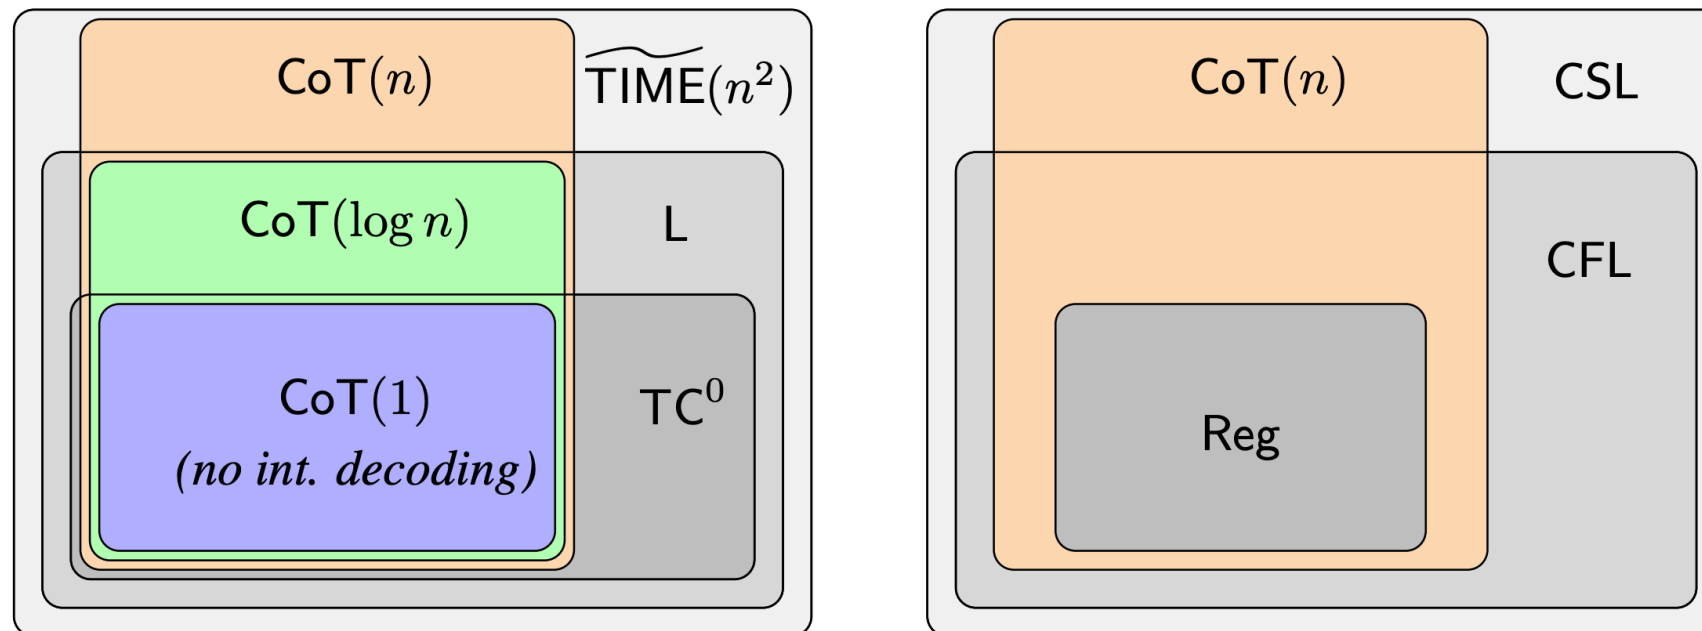 CoT(n)
TIME(n²)
CoT(log n)
L
CoT(1)
(no int. decoding)
TC⁰
CoT(n)
CSL
CFL
Reg